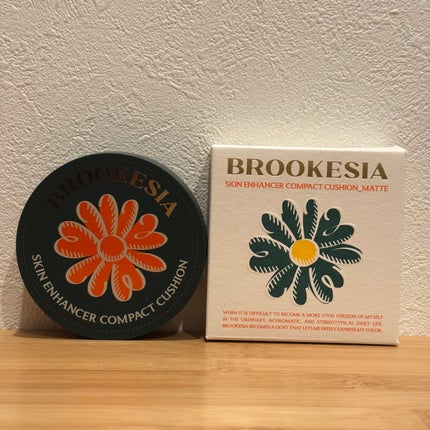 BROOKESIA
SKIN ENHANCER COMPACT CUSHION
BROOKESIA
SKIN ENHANCER COMPACT CUSHION_MATTE
WHEN IT IS DIFFICULT TO BECOME A MORE VIVID VERSION OF MYSELF
IN THE ORDINARY, ACHROMATIC, AND STEREOTYPICAL DAILY LIFE,
BROOKESIA BECOMES A LIGHT THAT LETS ME FREELY EXPRESS MY COLOR.